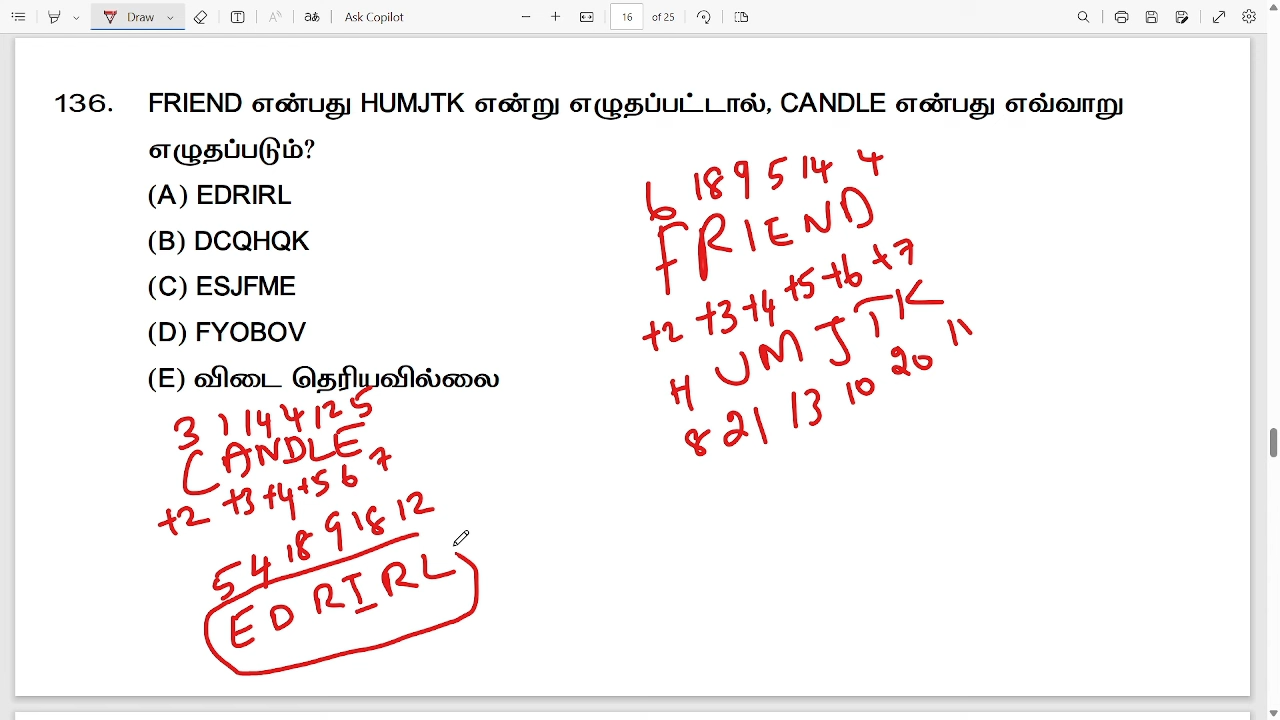 Draw
Ask Copilot
16 of 25
136. FRIEND என்பது HUMJTK என்று எழுதப்பட்டால், CANDLE என்பது எவ்வாறு
எழுதப்படும்?
(A) EDRIRL
(B) DCQHQK
(C) ESJFME
(D) FYOBOV
(E) விடை தெரியவில்லை
6 18 9 5 14 4
FRIEND
+2 +3 +4 +5 +6 +7
HUMJTK
8 21 13 10 20 11
3 1 14 4 12 5
CANDLE
+2 +3 +4 +5 6 7
5 4 18 9 18 12
EDRIRL